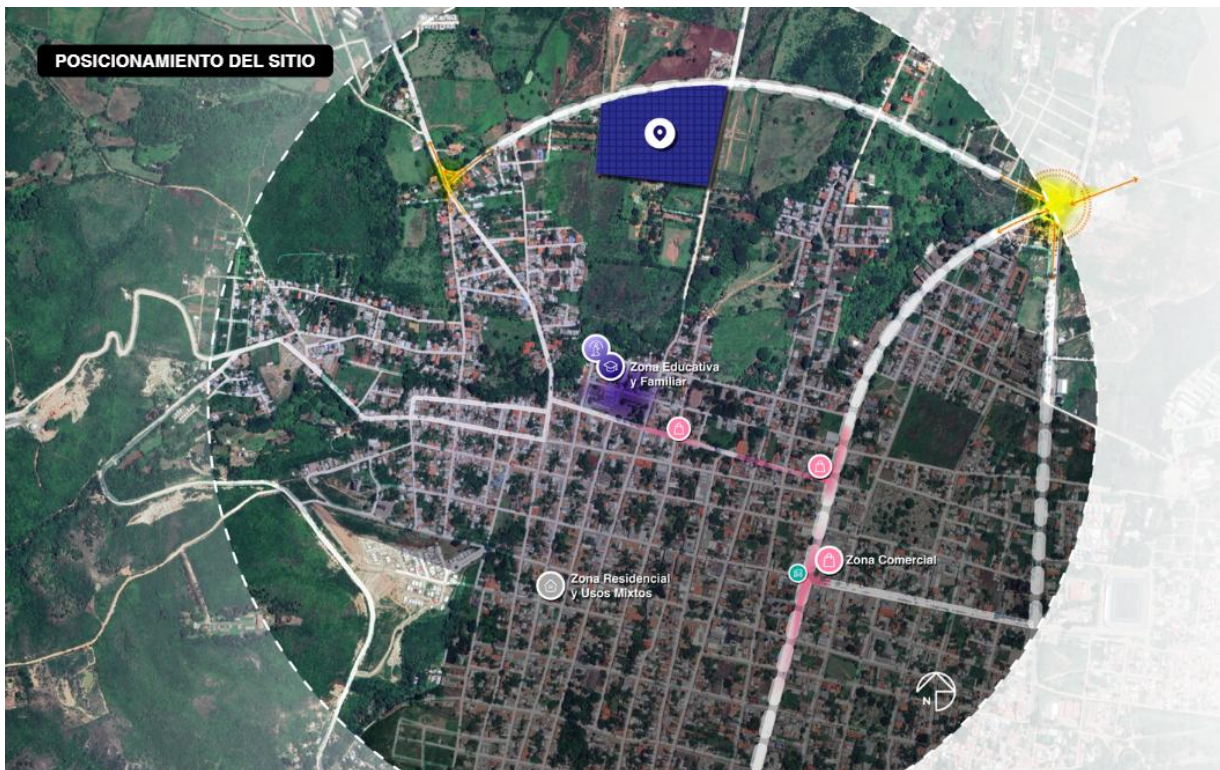 POSICIONAMIENTO DEL SITIO
Zona Educativa
y Familiar
Zona Comercial
Zona Residencial
y Usos Mixtos
N